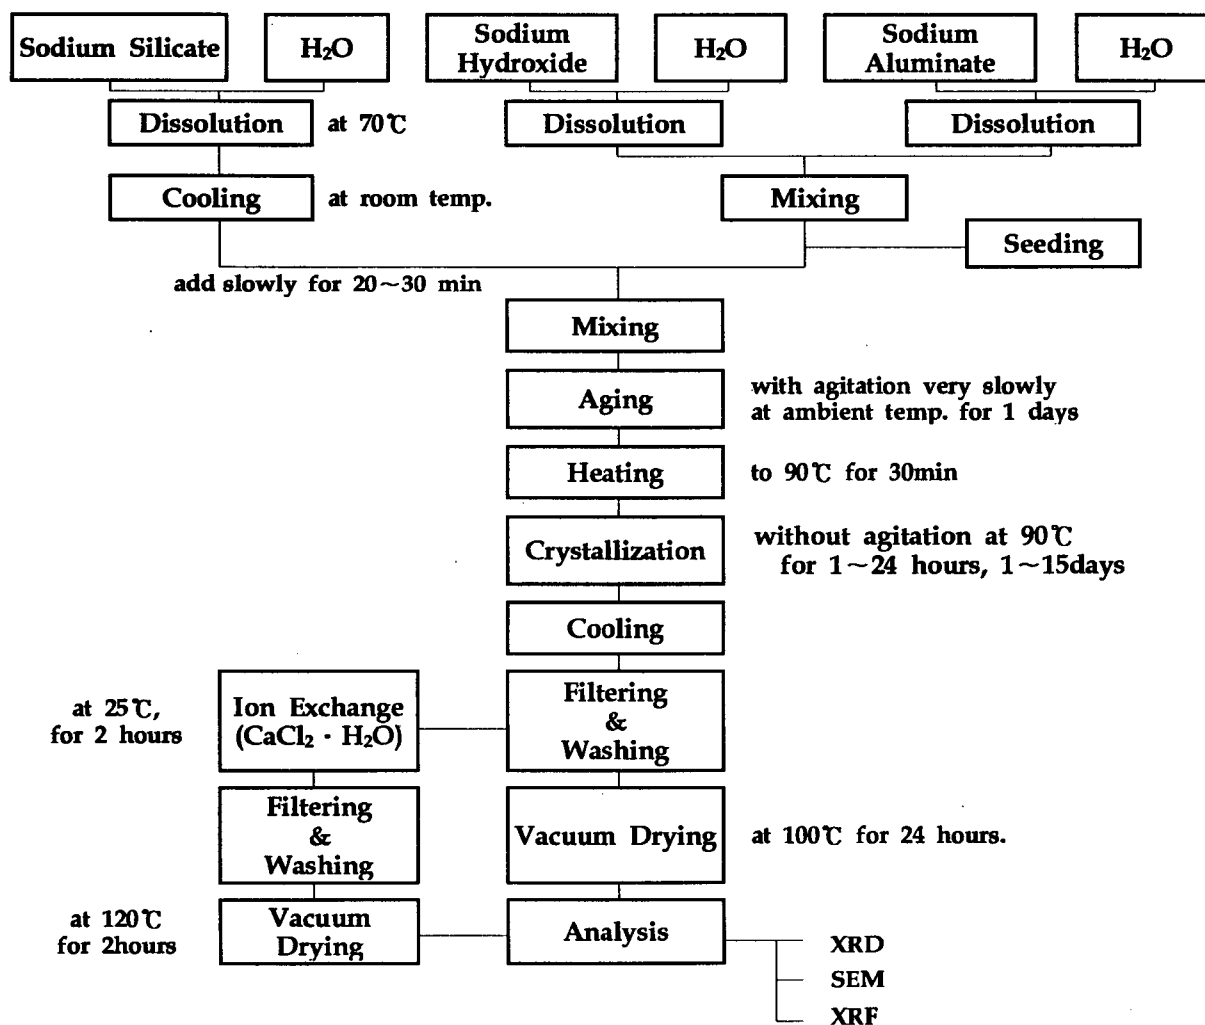 Sodium Silicate
H₂O
Sodium
Hydroxide
H₂O
Sodium
Aluminate
H₂O
Dissolution
at 70℃
Dissolution
Dissolution
Cooling
at room temp.
Mixing
Seeding
add slowly for 20~30 min
Mixing
Aging
with agitation very slowly
at ambient temp. for 1 days
Heating
to 90℃ for 30min
Crystallization
without agitation at 90℃
for 1~24 hours, 1~15days
Cooling
at 25℃,
for 2 hours
Ion Exchange
(CaCl₂ · H₂O)
Filtering
&
Washing
Filtering
&
Washing
Vacuum Drying
at 100℃ for 24 hours.
at 120℃
for 2hours
Vacuum
Drying
Analysis
XRD
SEM
XRF